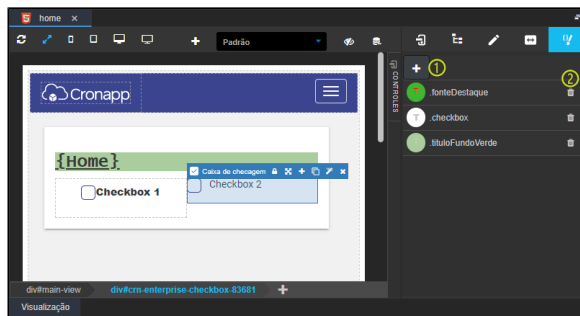 home x
Padrão
CONTROLES
1
2
Cronapp
.fonteDestaque
T
.checkbox
.tituloFundoVerde
{Home}
Caixa de checagem
Checkbox 1
Checkbox 2
div#main-view
div#crn-enterprise-checkbox-83681
Visualização